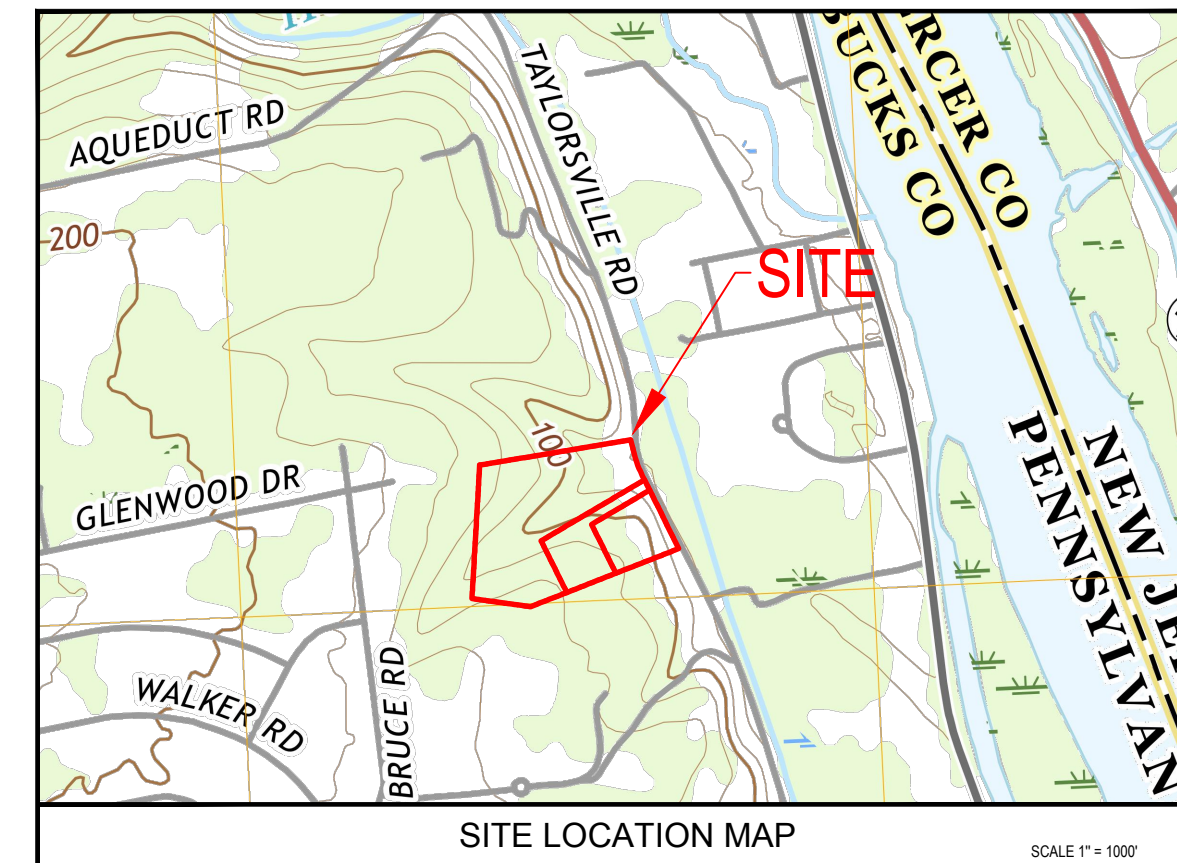 AQUEDUCT RD
TAYLORSVILLE RD
BUCKS CO
RCER CO
200
SITE
100
GLENWOOD DR
PENNSYLVAN
NEW JE
WALKER RD
BRUCE RD
SITE LOCATION MAP
SCALE 1" = 1000'